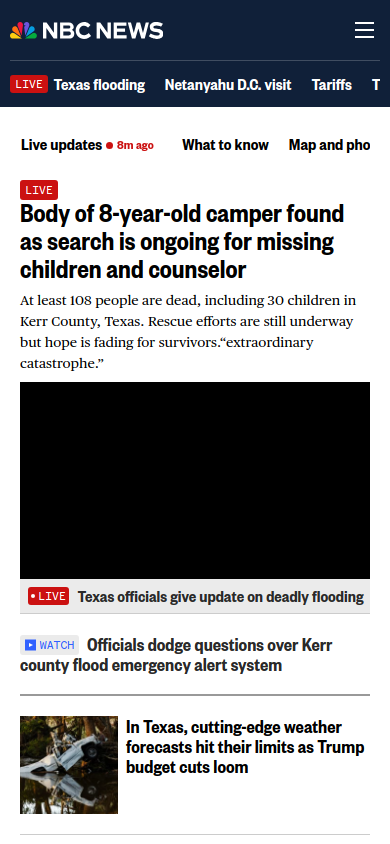 NBC NEWS
LIVE Texas flooding Netanyahu D.C. visit Tariffs T
Live updates 8m ago What to know Map and pho
LIVE
Body of 8-year-old camper found
as search is ongoing for missing
children and counselor
At least 108 people are dead, including 30 children in
Kerr County, Texas. Rescue efforts are still underway
but hope is fading for survivors.“extraordinary
catastrophe.”
LIVE Texas officials give update on deadly flooding
WATCH Officials dodge questions over Kerr
county flood emergency alert system
In Texas, cutting-edge weather
forecasts hit their limits as Trump
budget cuts loom